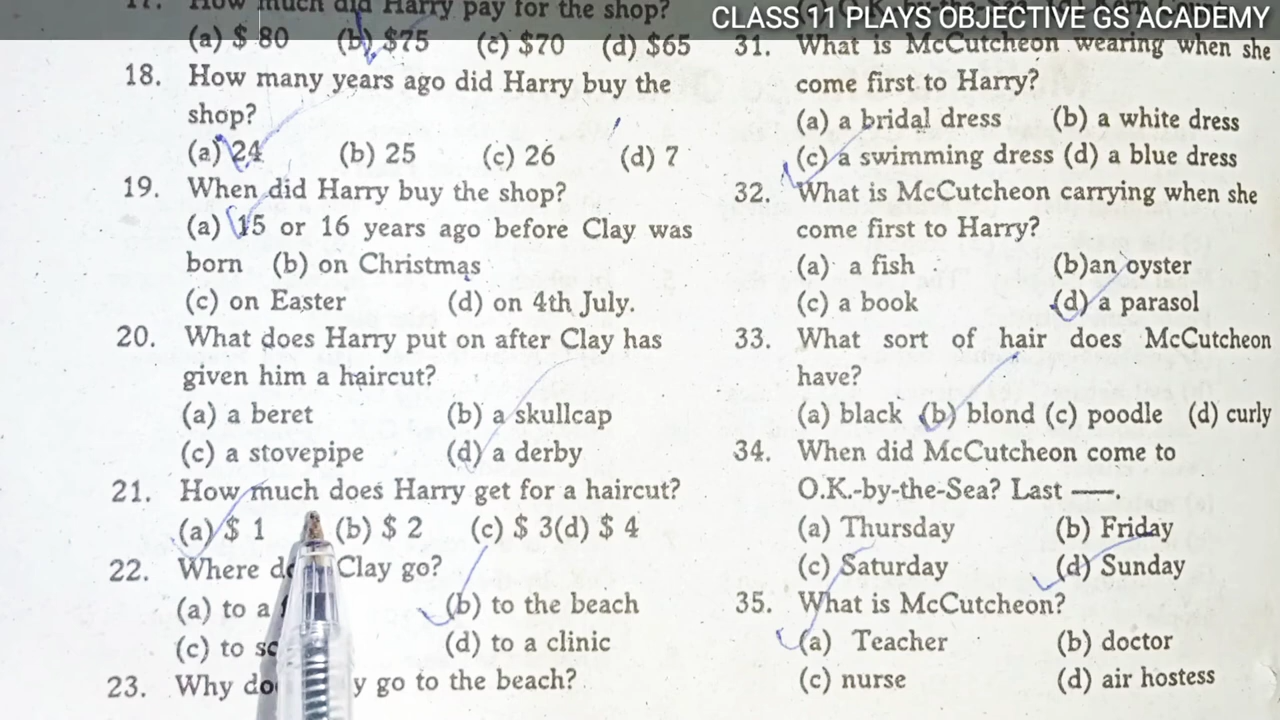 CLASS 11 PLAYS OBJECTIVE GS ACADEMY
17. How much did Harry pay for the shop?
(a) $ 80 (b) $75 (c) $70 (d) $65
18. How many years ago did Harry buy the
shop?
(a) 24 (b) 25 (c) 26 (d) 7
19. When did Harry buy the shop?
(a) 15 or 16 years ago before Clay was
born (b) on Christmas
(c) on Easter (d) on 4th July.
20. What does Harry put on after Clay has
given him a haircut?
(a) a beret (b) a skullcap
(c) a stovepipe (d) a derby
21. How much does Harry get for a haircut?
(a) $ 1 (b) $ 2 (c) $ 3(d) $ 4
22. Where Clay go?
(a) to a (b) to the beach
(c) to (d) to a clinic
23. Why go to the beach?
31. What is McCutcheon wearing when she
come first to Harry?
(a) a bridal dress (b) a white dress
(c) a swimming dress (d) a blue dress
32. What is McCutcheon carrying when she
come first to Harry?
(a) a fish (b)an oyster
(c) a book (d) a parasol
33. What sort of hair does McCutcheon
have?
(a) black (b) blond (c) poodle (d) curly
34. When did McCutcheon come to
O.K.-by-the-Sea? Last —.
(a) Thursday (b) Friday
(c) Saturday (d) Sunday
35. What is McCutcheon?
(a) Teacher (b) doctor
(c) nurse (d) air hostess